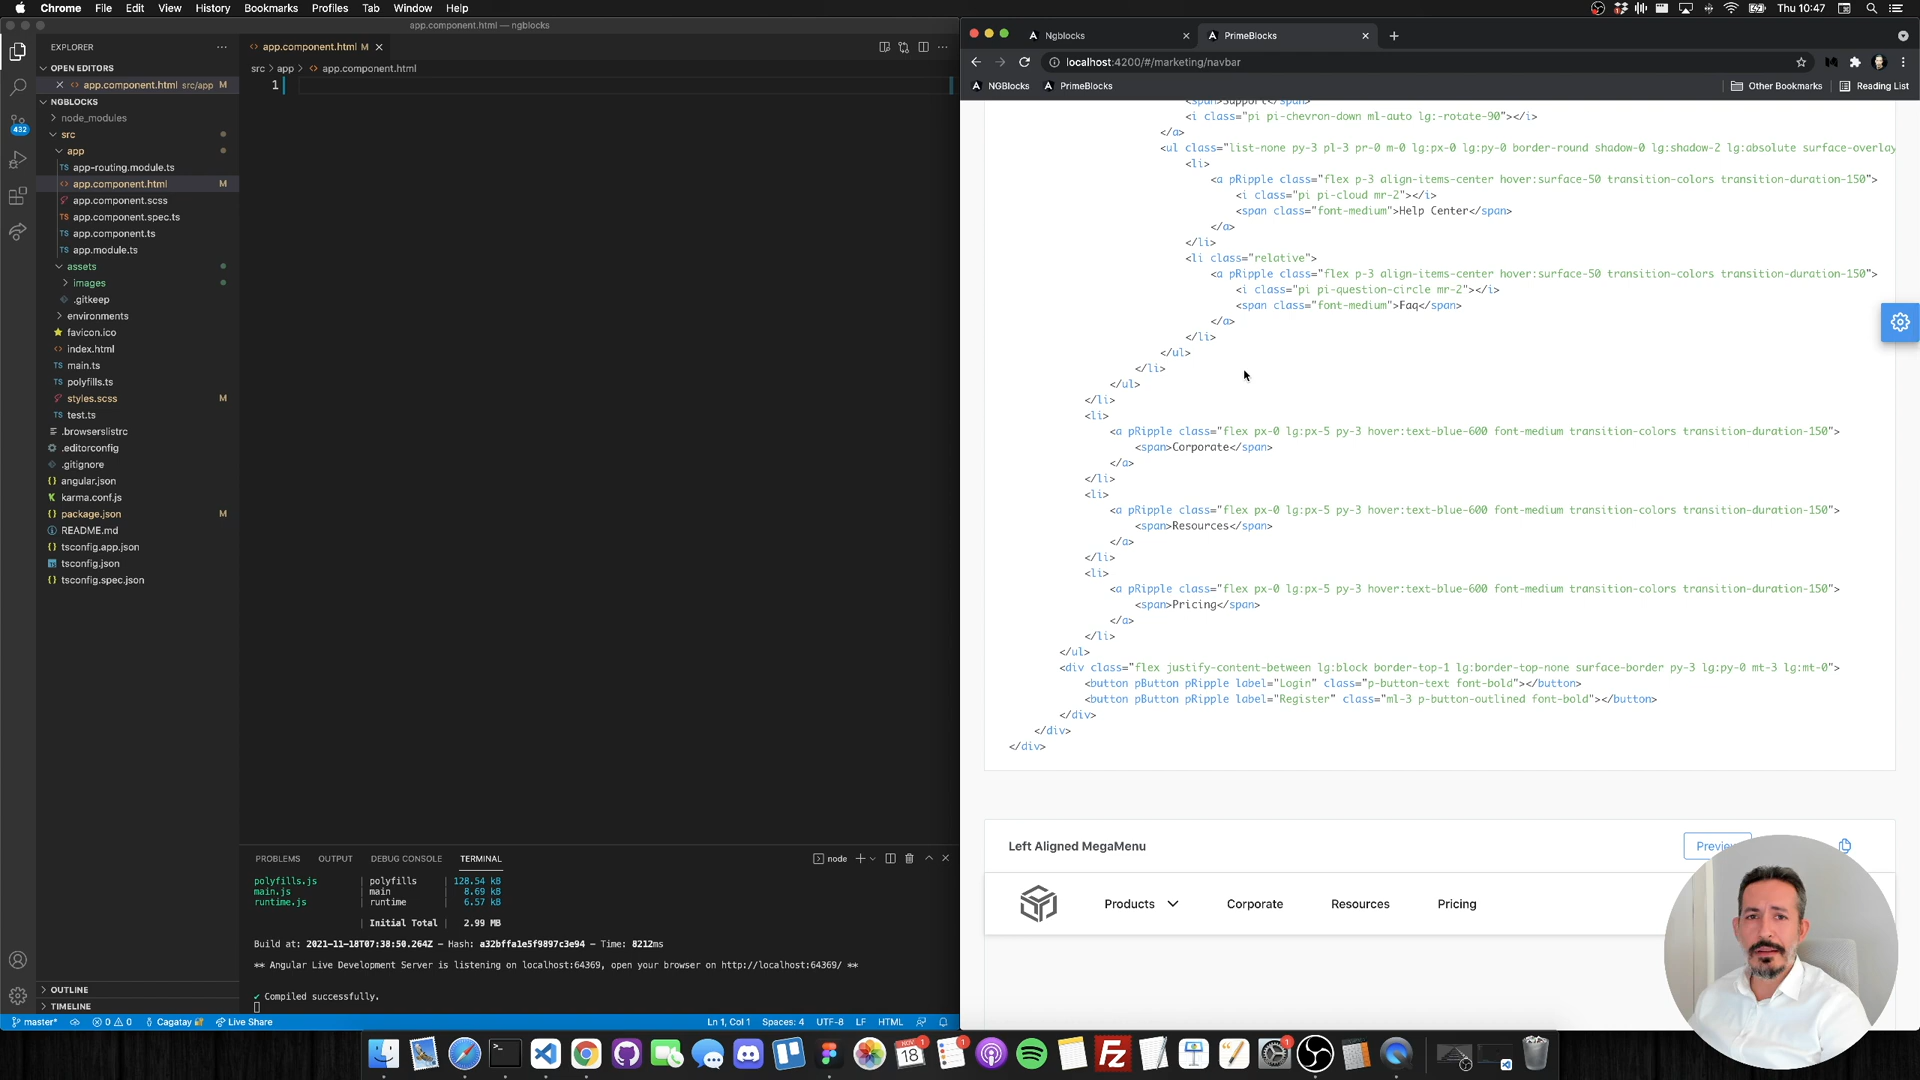 Chrome File Edit View History Bookmarks Profiles Tab Window Help
Thu 10:47
app.component.html — ngblocks
EXPLORER
OPEN EDITORS
app.component.html src/app M
NGBLOCKS
node_modules
src
app
app-routing.module.ts
app.component.html M
app.component.scss
app.component.spec.ts
app.component.ts
app.module.ts
assets
images
.gitkeep
environments
favicon.ico
index.html
main.ts
polyfills.ts
styles.scss M
test.ts
.browserslistrc
.editorconfig
.gitignore
angular.json
karma.conf.js
package.json M
README.md
tsconfig.app.json
tsconfig.json
tsconfig.spec.json
OUTLINE
TIMELINE
432
app.component.html M
src > app > app.component.html
1
PROBLEMS OUTPUT DEBUG CONSOLE TERMINAL
node
polyfills.js | polyfills | 128.54 kB
main.js | main | 8.69 kB
runtime.js | runtime | 6.57 kB
| Initial Total | 2.99 MB
Build at: 2021-11-18T07:38:50.264Z - Hash: a32bffa1e5f9897c3e94 - Time: 8212ms
** Angular Live Development Server is listening on localhost:64369, open your browser on http://localhost:64369/ **
✓ Compiled successfully.
master* 0 0 Cagatay Live Share Ln 1, Col 1 Spaces: 4 UTF-8 LF HTML
Ngblocks
PrimeBlocks
localhost:4200/#/marketing/navbar
NGBlocks PrimeBlocks Other Bookmarks Reading List
<span>Support</span>
<i class="pi pi-chevron-down ml-auto lg:-rotate-90"></i>
</a>
<ul class="list-none py-3 pl-3 pr-0 m-0 lg:px-0 lg:py-0 border-round shadow-0 lg:shadow-2 lg:absolute surface-overlay
<li>
<a pRipple class="flex p-3 align-items-center hover:surface-50 transition-colors transition-duration-150">
<i class="pi pi-cloud mr-2"></i>
<span class="font-medium">Help Center</span>
</a>
</li>
<li class="relative">
<a pRipple class="flex p-3 align-items-center hover:surface-50 transition-colors transition-duration-150">
<i class="pi pi-question-circle mr-2"></i>
<span class="font-medium">Faq</span>
</a>
</li>
</ul>
</li>
</ul>
</li>
<li>
<a pRipple class="flex px-0 lg:px-5 py-3 hover:text-blue-600 font-medium transition-colors transition-duration-150">
<span>Corporate</span>
</a>
</li>
<li>
<a pRipple class="flex px-0 lg:px-5 py-3 hover:text-blue-600 font-medium transition-colors transition-duration-150">
<span>Resources</span>
</a>
</li>
<li>
<a pRipple class="flex px-0 lg:px-5 py-3 hover:text-blue-600 font-medium transition-colors transition-duration-150">
<span>Pricing</span>
</a>
</li>
</ul>
<div class="flex justify-content-between lg:block border-top-1 lg:border-top-none surface-border py-3 lg:py-0 mt-3 lg:mt-0">
<button pButton pRipple label="Login" class="p-button-text font-bold"></button>
<button pButton pRipple label="Register" class="ml-3 p-button-outlined font-bold"></button>
</div>
</div>
</div>
Left Aligned MegaMenu
Preview
Products Corporate Resources Pricing
NOV
18